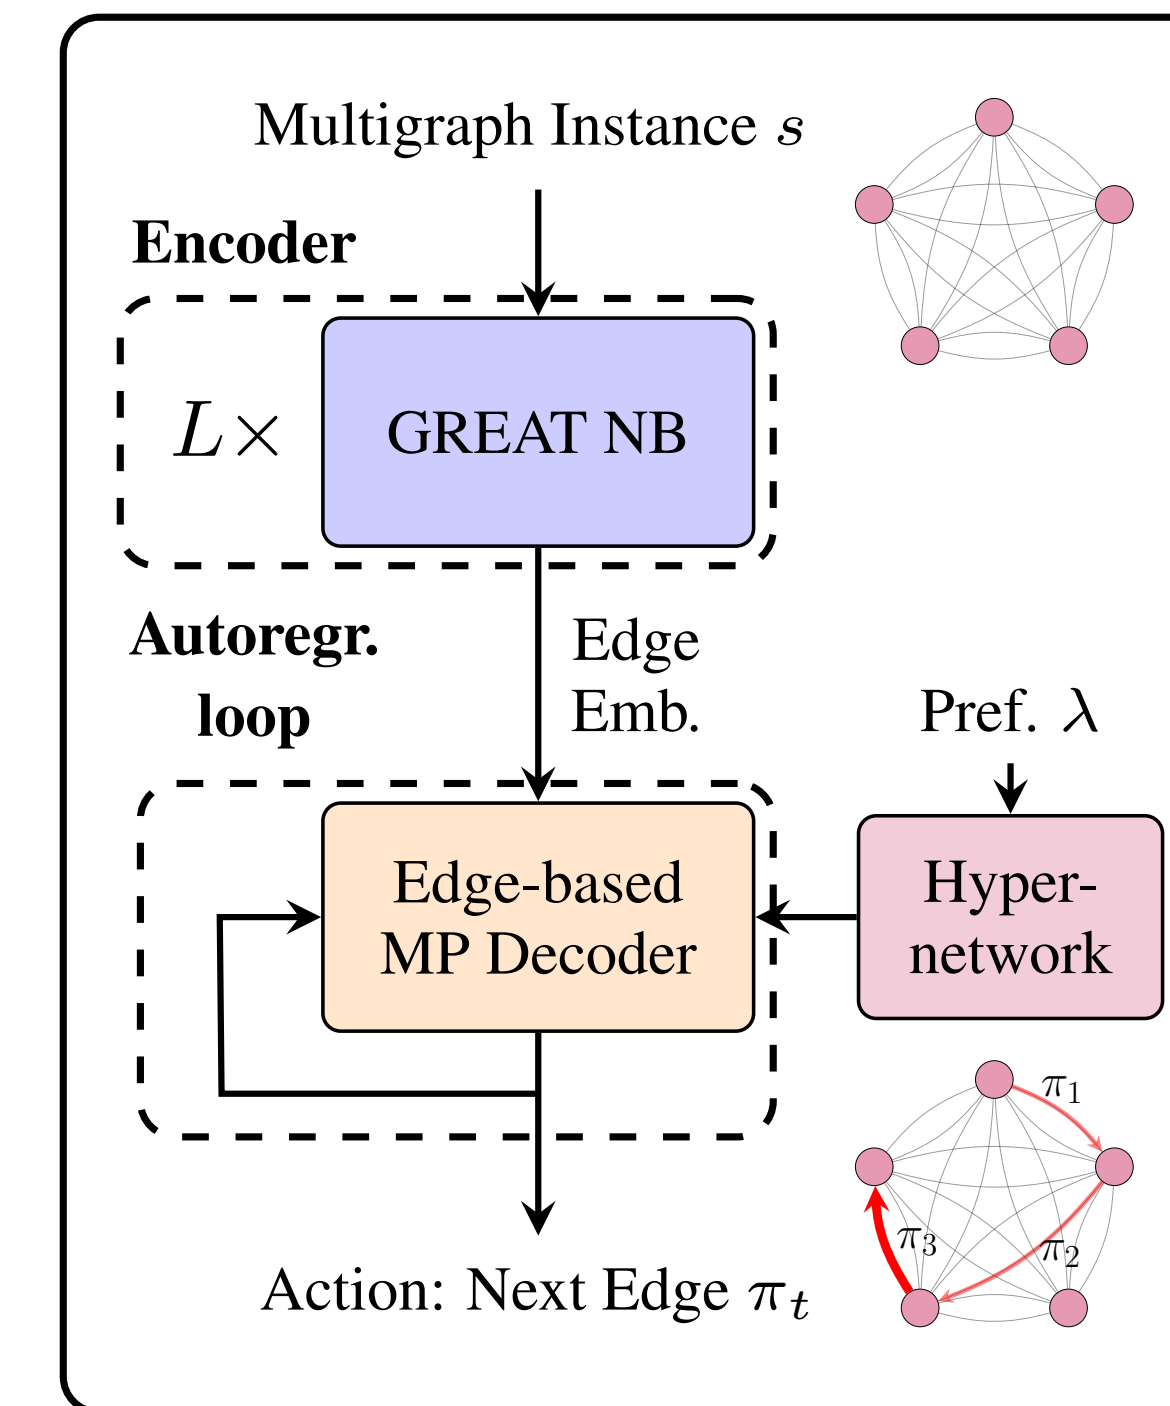 Multigraph Instance s
Encoder
L×
GREAT NB
Autoregr.
loop
Edge
Emb.
Pref. λ
Edge-based
MP Decoder
Hyper-
network
π₁
π₂
π₃
Action: Next Edge πₜ